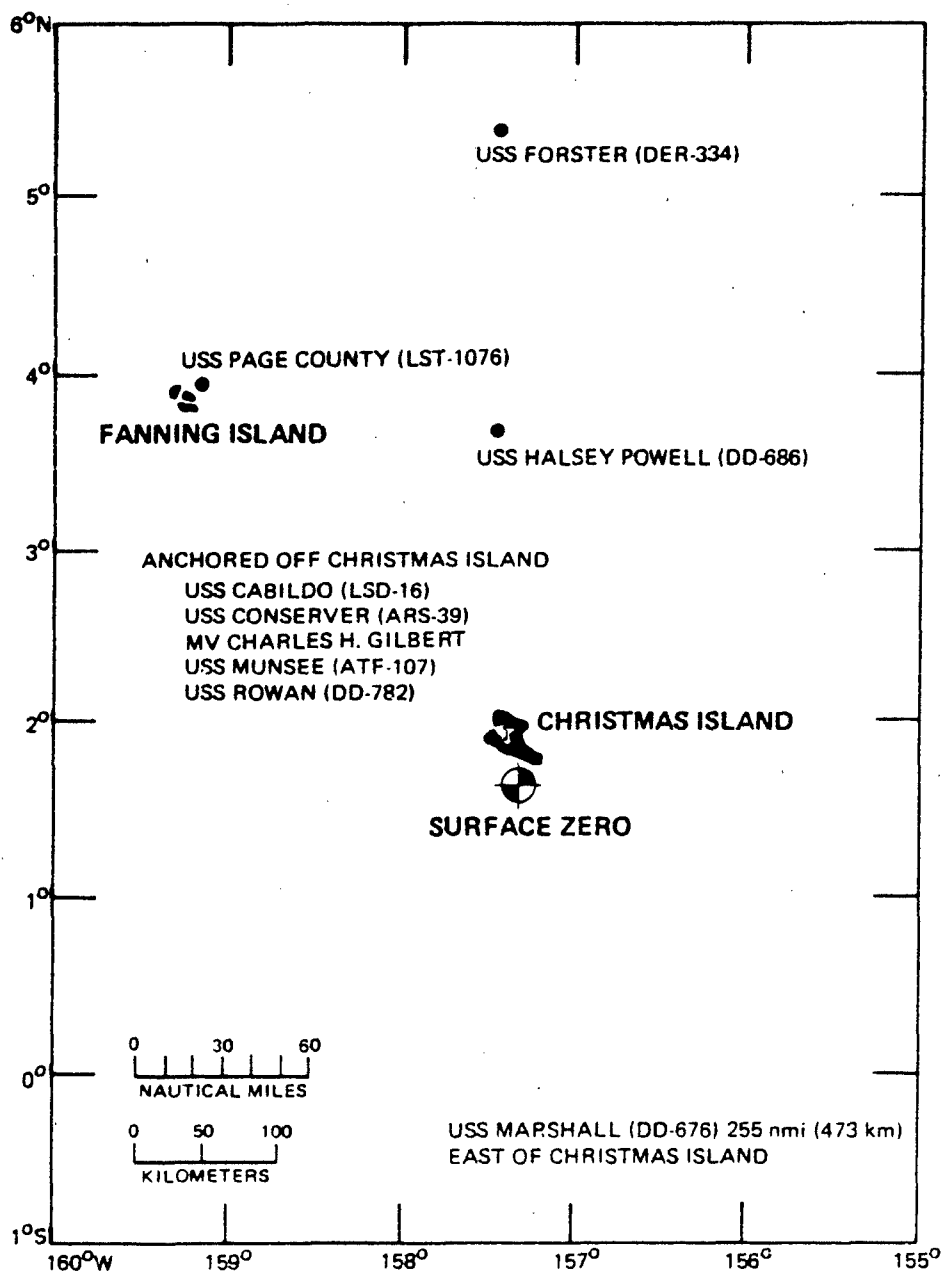 6°N
USS FORSTER (DER-334)
5°
USS PAGE COUNTY (LST-1076)
4°
FANNING ISLAND
USS HALSEY POWELL (DD-686)
3°
ANCHORED OFF CHRISTMAS ISLAND
USS CABILDO (LSD-16)
USS CONSERVER (ARS-39)
MV CHARLES H. GILBERT
USS MUNSEE (ATF-107)
USS ROWAN (DD-782)
2°
CHRISTMAS ISLAND
SURFACE ZERO
1°
0 30 60
NAUTICAL MILES
0°
0 50 100
KILOMETERS
USS MARSHALL (DD-676) 255 nmi (473 km)
EAST OF CHRISTMAS ISLAND
1°S
160°W 159° 158° 157° 156° 155°